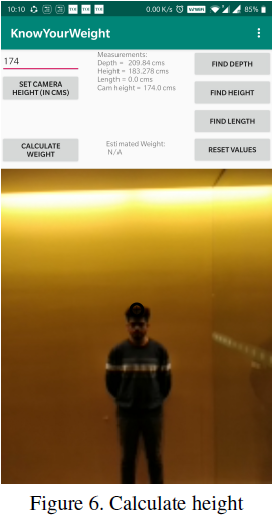 10:10 0.00 K/s VoWiFi 85%
KnowYourWeight
174
SET CAMERA
HEIGHT (IN CMS)
Measurements:
Depth = 209.84 cms
Height = 183.278 cms
Length = 0.0 cms
Cam height = 174.0 cms
FIND DEPTH
FIND HEIGHT
FIND LENGTH
CALCULATE
WEIGHT
Estimated Weight:
N/A
RESET VALUES
Figure 6. Calculate height